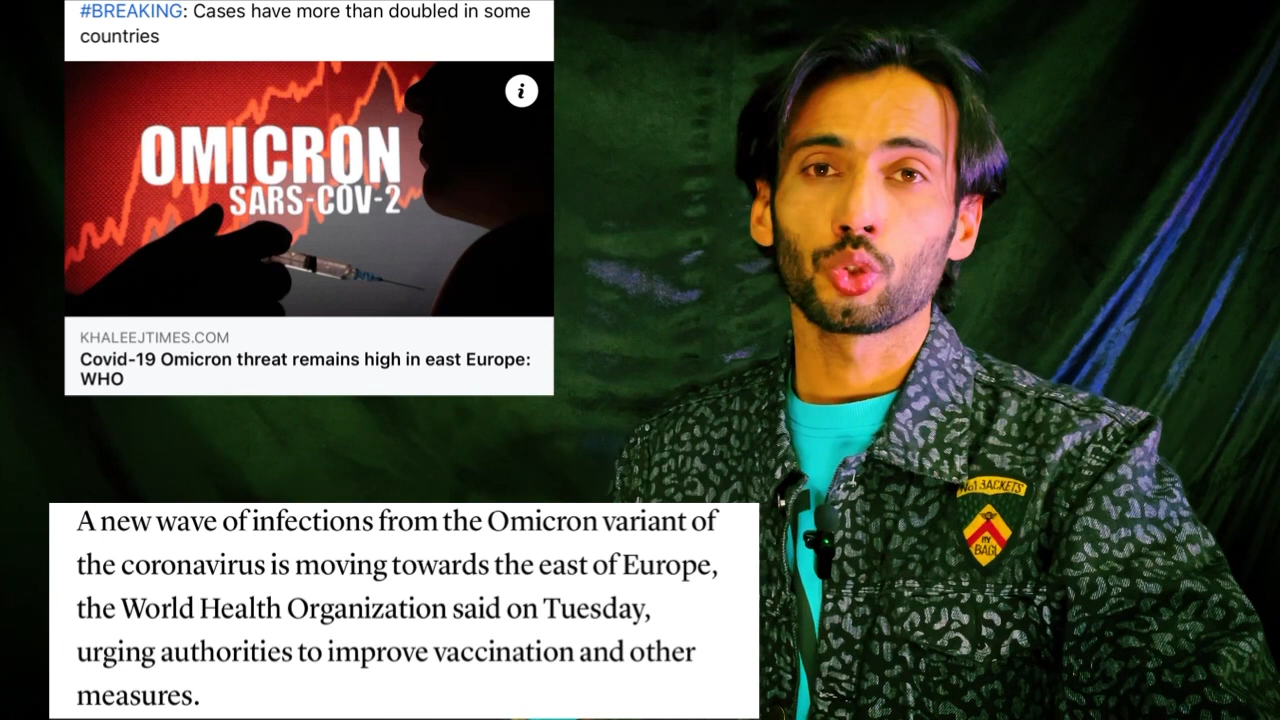 #BREAKING: Cases have more than doubled in some
countries
OMICRON
SARS-COV-2
KHALEEJTIMES.COM
Covid-19 Omicron threat remains high in east Europe:
WHO
A new wave of infections from the Omicron variant of
the coronavirus is moving towards the east of Europe,
the World Health Organization said on Tuesday,
urging authorities to improve vaccination and other
measures.
No1 JACKETS
BY